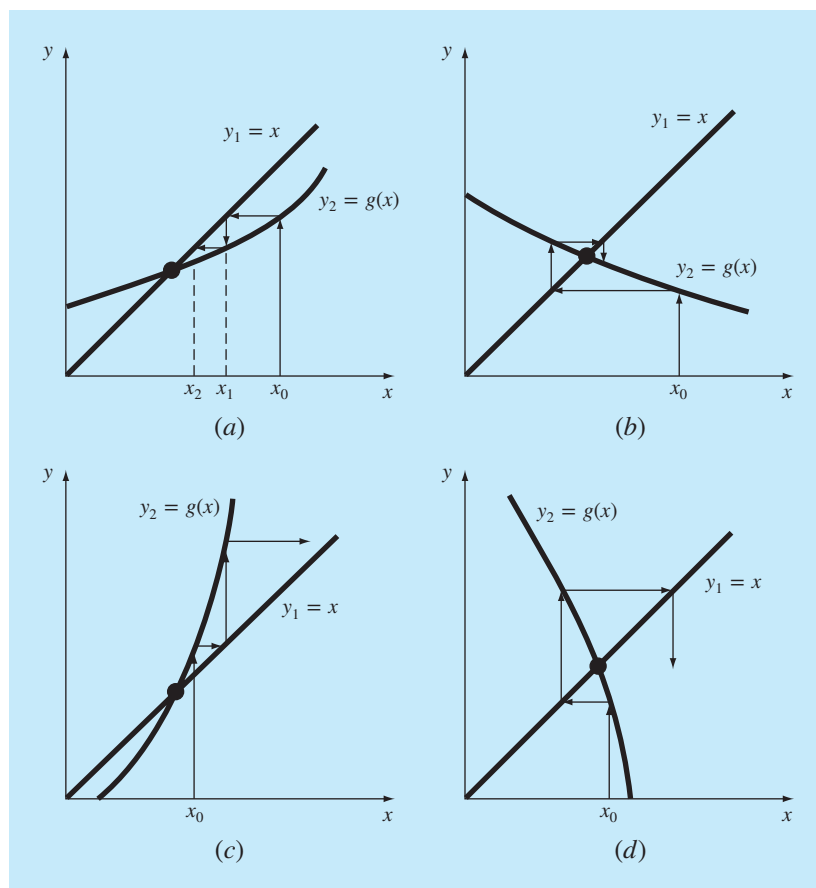 y y
y₁ = x y₁ = x
y₂ = g(x)
y₂ = g(x)
x₂ x₁ x₀ x x₀ x
(a) (b)
y y
y₂ = g(x) y₂ = g(x)
y₁ = x y₁ = x
x₀ x x₀ x
(c) (d)